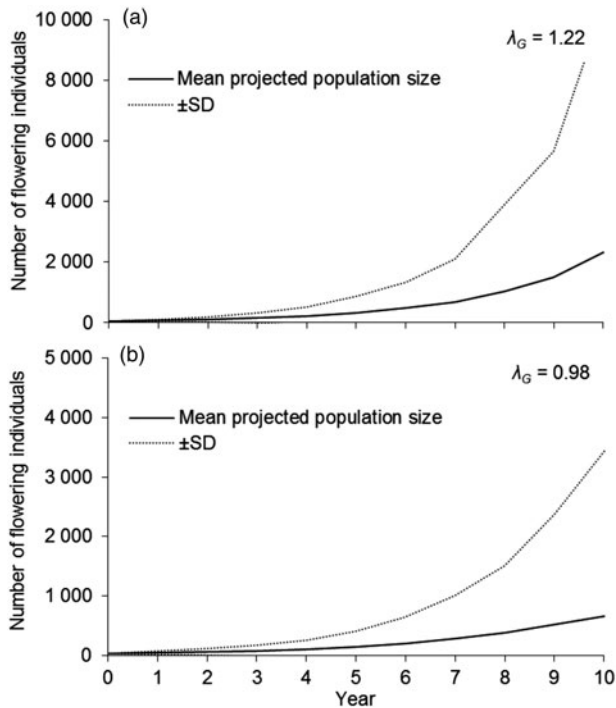 (a)
10 000
8 000
6 000
4 000
2 000
0
Number of flowering individuals
λG = 1.22
Mean projected population size
±SD
(b)
5 000
4 000
3 000
2 000
1 000
0
Number of flowering individuals
λG = 0.98
Mean projected population size
±SD
0 1 2 3 4 5 6 7 8 9 10
Year